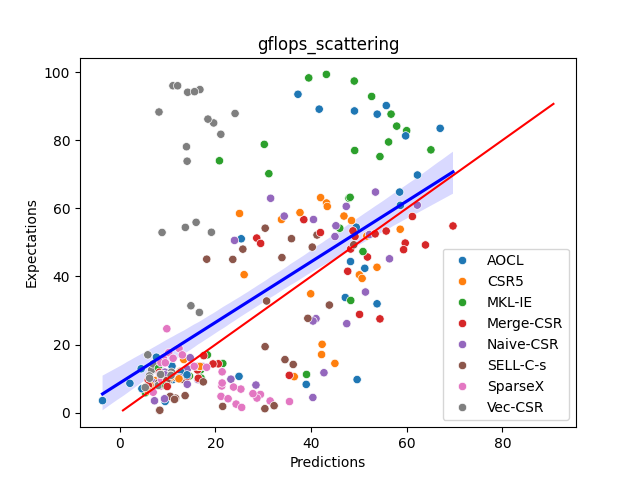 gflops_scattering
100
80
60
40
20
0
Expectations
0 20 40 60 80
Predictions
AOCL
CSR5
MKL-IE
Merge-CSR
Naive-CSR
SELL-C-s
SparseX
Vec-CSR